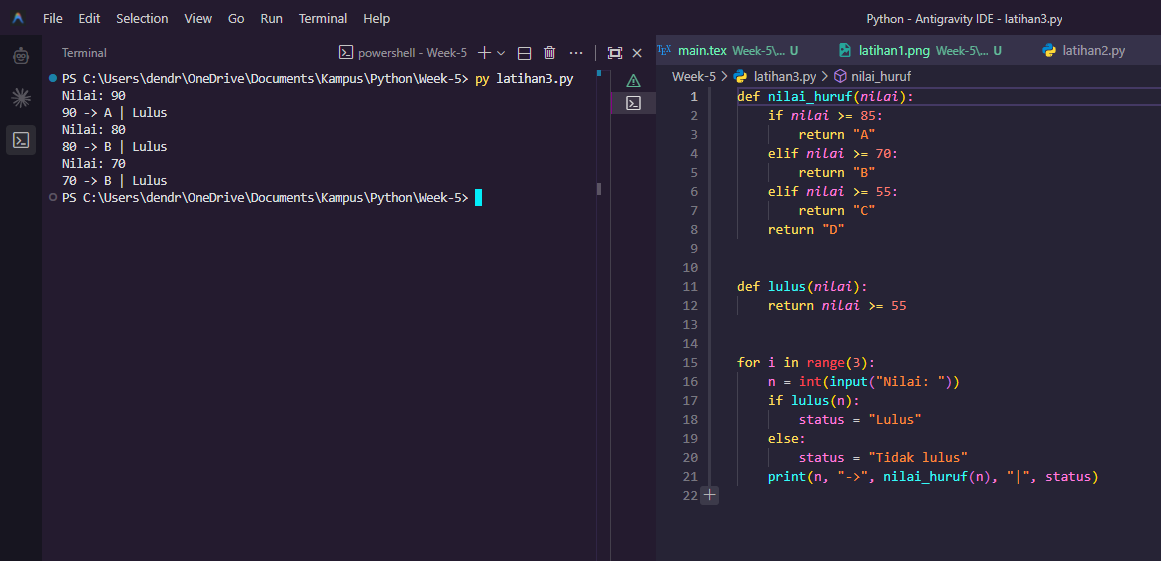 File Edit Selection View Go Run Terminal Help
Python - Antigravity IDE - latihan3.py
Terminal
powershell - Week-5
PS C:\Users\dendr\OneDrive\Documents\Kampus\Python\Week-5> py latihan3.py
Nilai: 90
90 -> A | Lulus
Nilai: 80
80 -> B | Lulus
Nilai: 70
70 -> B | Lulus
PS C:\Users\dendr\OneDrive\Documents\Kampus\Python\Week-5>
TEX main.tex Week-5\... U latihan1.png Week-5\... U latihan2.py
Week-5 > latihan3.py > nilai_huruf
1 def nilai_huruf(nilai):
2     if nilai >= 85:
3         return "A"
4     elif nilai >= 70:
5         return "B"
6     elif nilai >= 55:
7         return "C"
8     return "D"
9
10
11 def lulus(nilai):
12     return nilai >= 55
13
14
15 for i in range(3):
16     n = int(input("Nilai: "))
17     if lulus(n):
18         status = "Lulus"
19     else:
20         status = "Tidak lulus"
21     print(n, "->", nilai_huruf(n), "|", status)
22